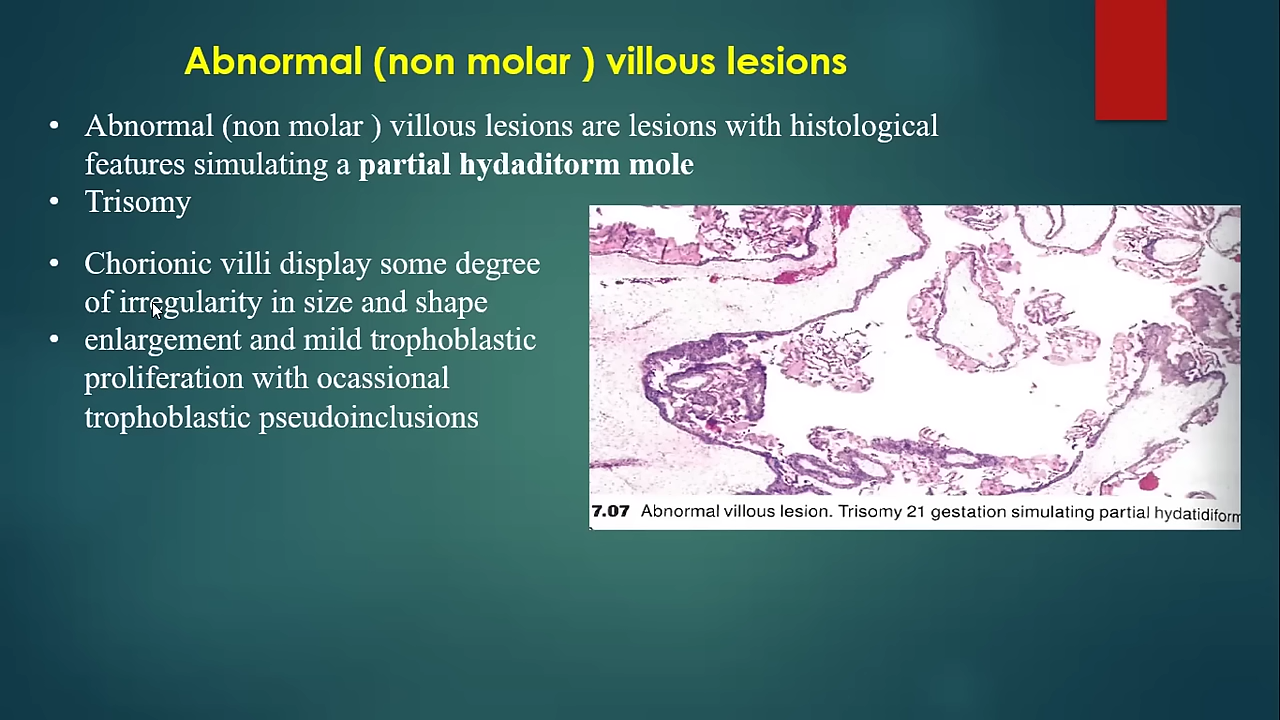 Abnormal (non molar ) villous lesions
• Abnormal (non molar ) villous lesions are lesions with histological
features simulating a partial hydaditorm mole
• Trisomy
• Chorionic villi display some degree
of irregularity in size and shape
• enlargement and mild trophoblastic
proliferation with ocassional
trophoblastic pseudoinclusions
7.07 Abnormal villous lesion. Trisomy 21 gestation simulating partial hydatidiform